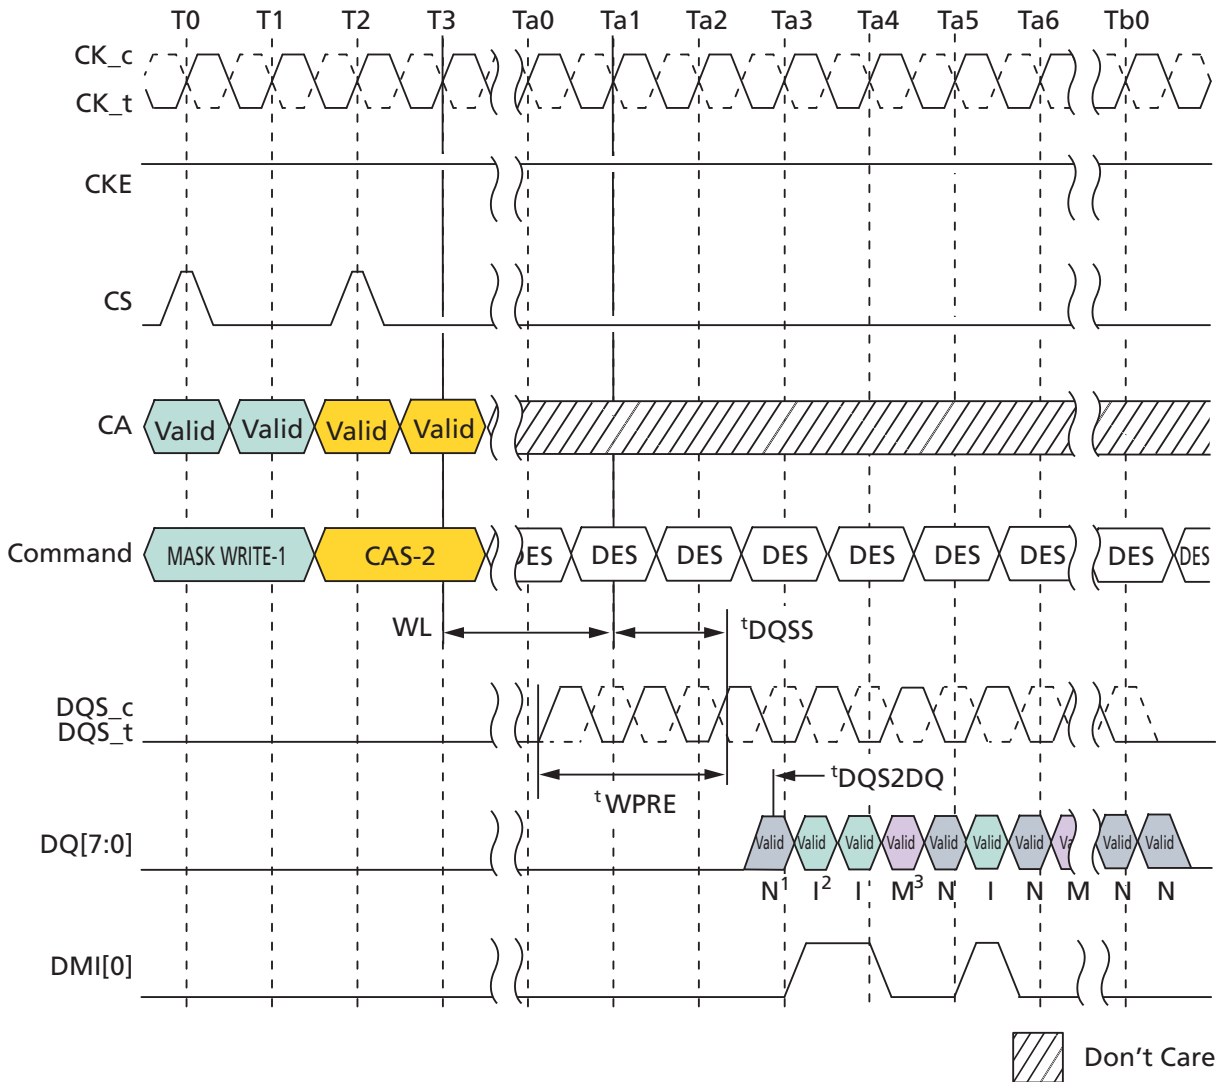 T0 T1 T2 T3 Ta0 Ta1 Ta2 Ta3 Ta4 Ta5 Ta6 Tb0
CK_c
CK_t
CKE
CS
CA Valid Valid Valid Valid
Command MASK WRITE-1 CAS-2 DES DES DES DES DES DES DES DES DES
WL tDQSS
DQS_c
DQS_t
tDQS2DQ
tWPRE
DQ[7:0] Valid Valid Valid Valid Valid Valid Valid Va Valid Valid
N1 I2 I M3 N I N M N N
DMI[0]
Don't Care